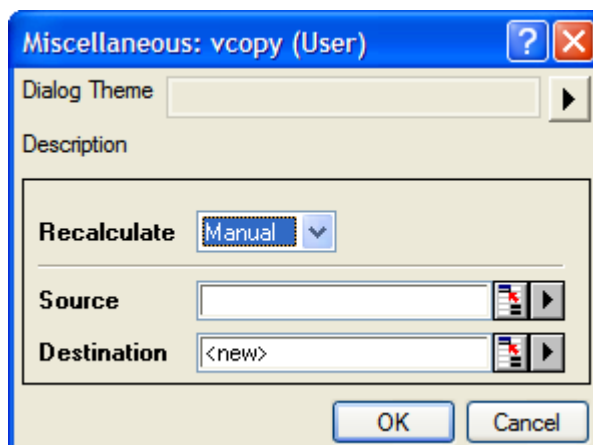 Miscellaneous: vcopy (User)
Dialog Theme
Description
Recalculate Manual
Source
Destination <new>
OK Cancel